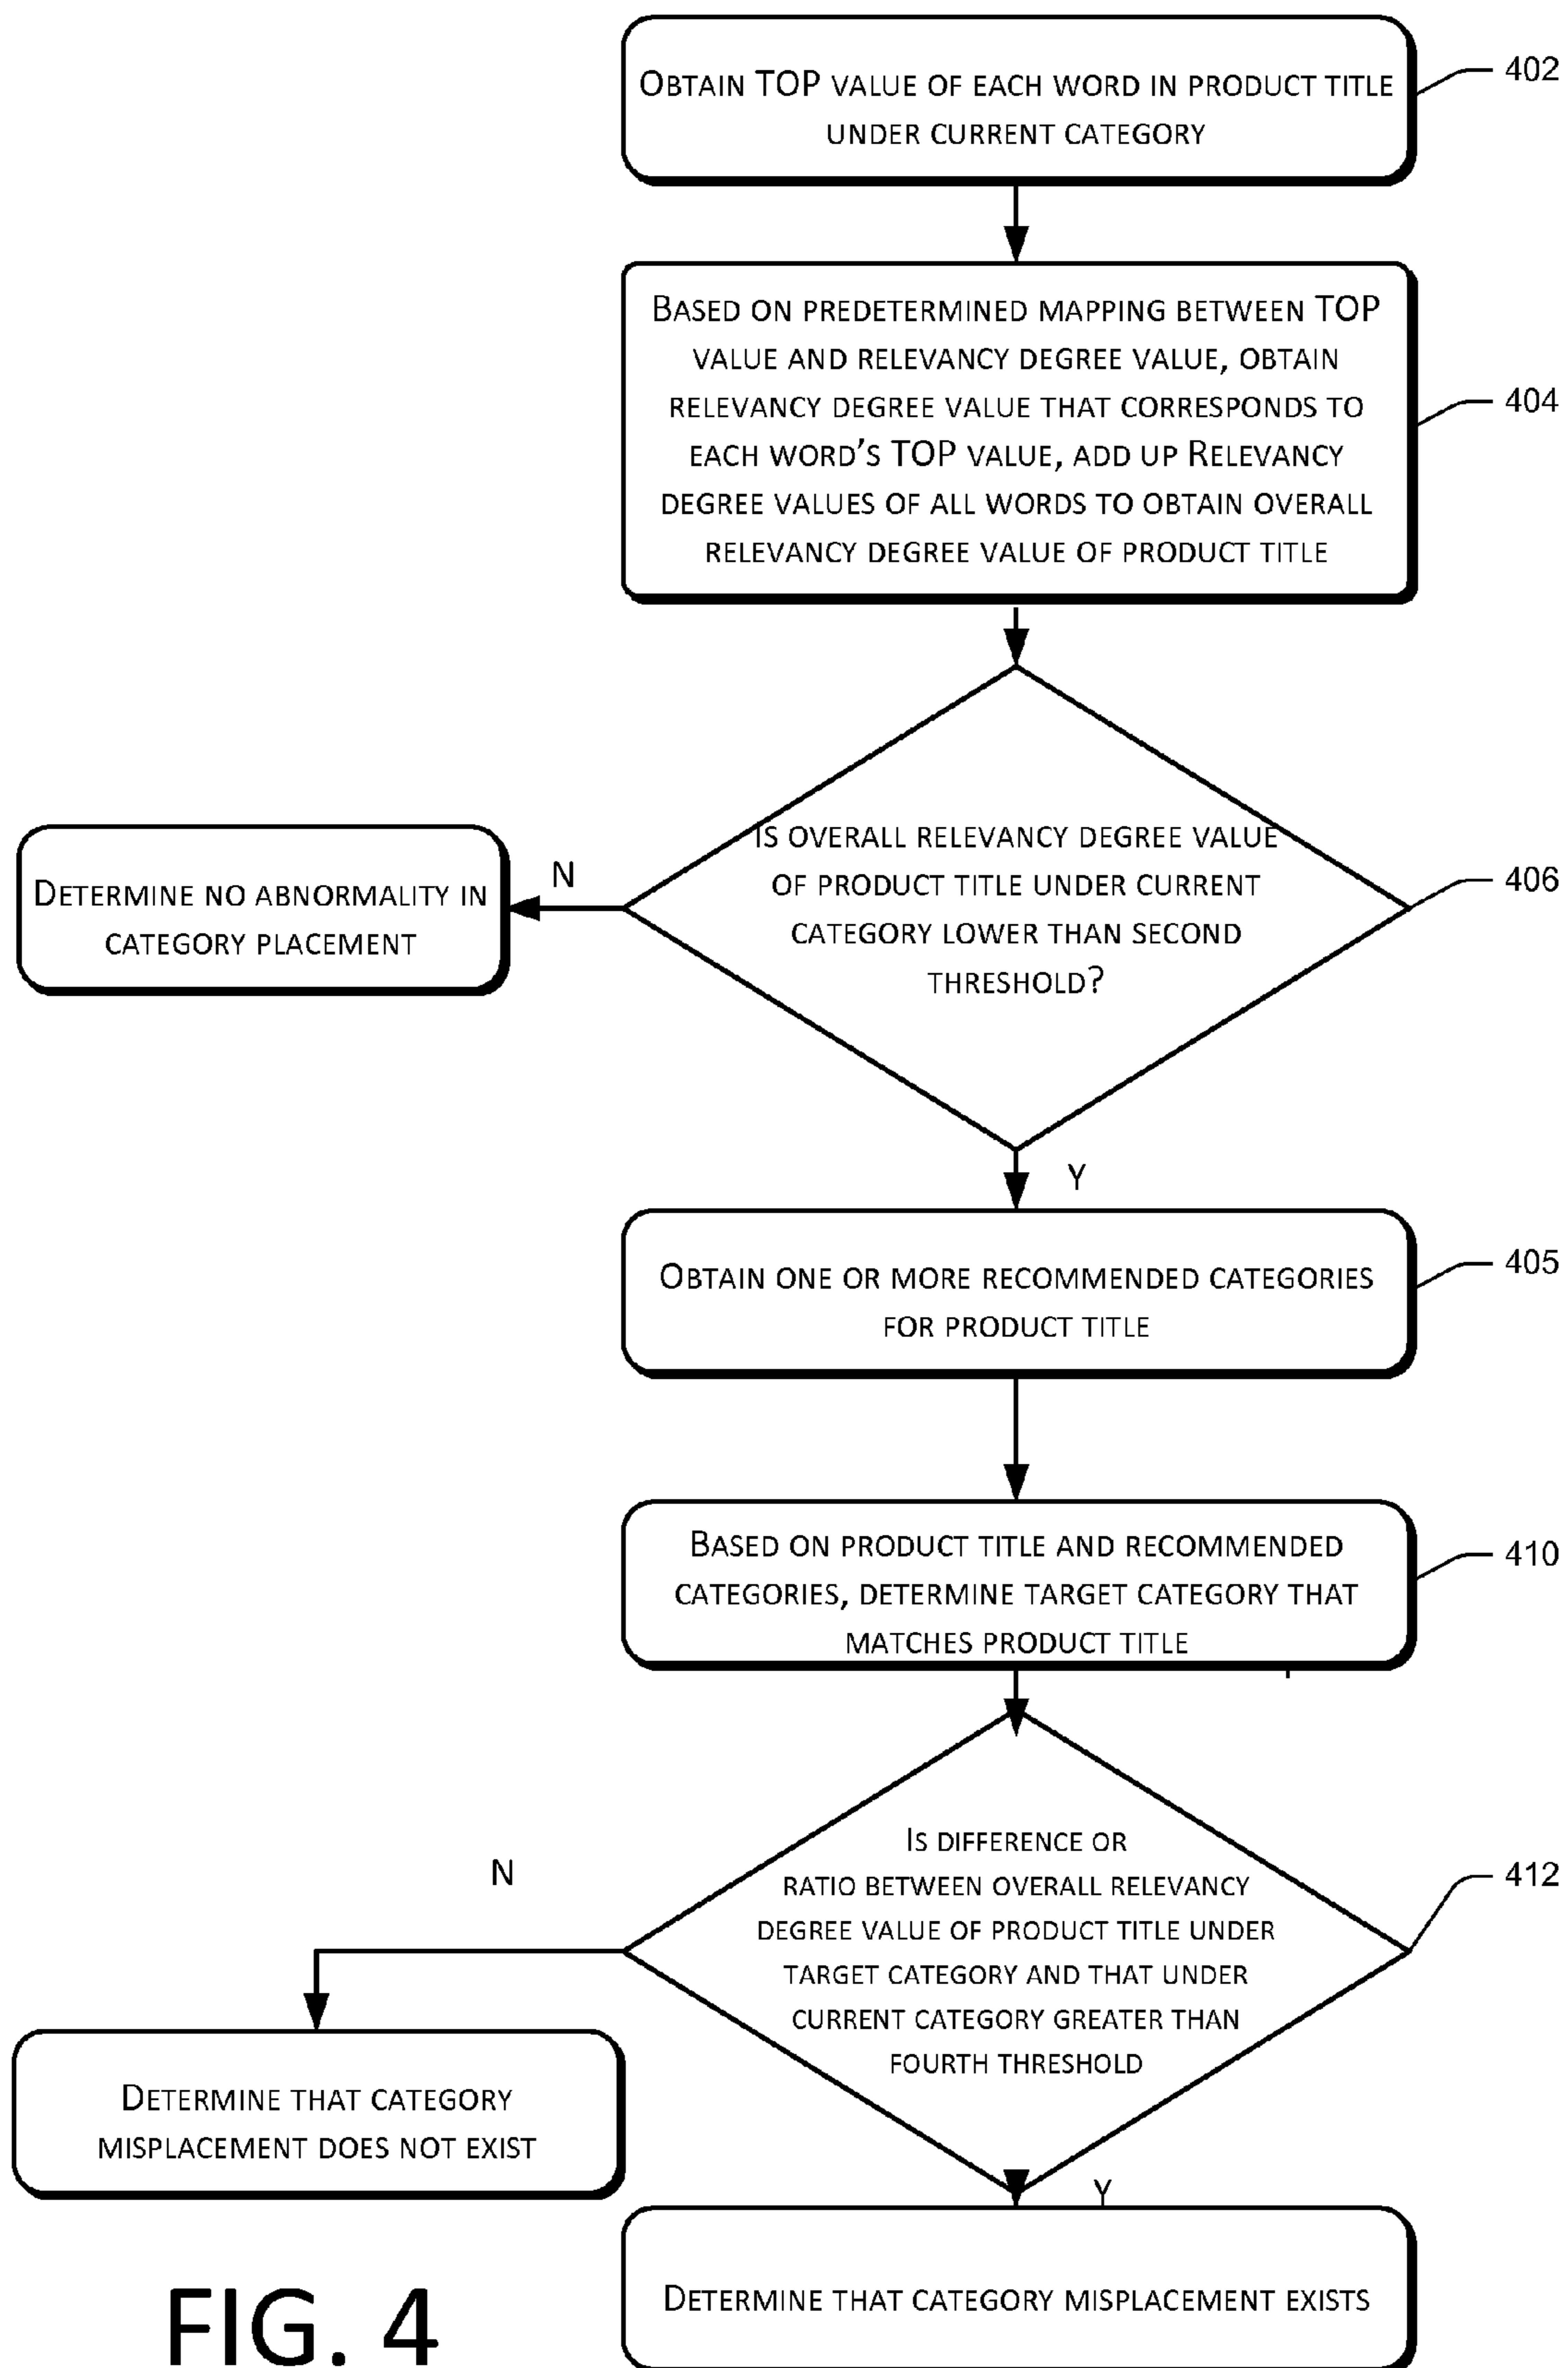 OBTAIN TOP VALUE OF EACH WORD IN PRODUCT TITLE
UNDER CURRENT CATEGORY
402
BASED ON PREDETERMINED MAPPING BETWEEN TOP
VALUE AND RELEVANCY DEGREE VALUE, OBTAIN
RELEVANCY DEGREE VALUE THAT CORRESPONDS TO
EACH WORD'S TOP VALUE, ADD UP RELEVANCY
DEGREE VALUES OF ALL WORDS TO OBTAIN OVERALL
RELEVANCY DEGREE VALUE OF PRODUCT TITLE
404
IS OVERALL RELEVANCY DEGREE VALUE
OF PRODUCT TITLE UNDER CURRENT
CATEGORY LOWER THAN SECOND
THRESHOLD?
406
N
DETERMINE NO ABNORMALITY IN
CATEGORY PLACEMENT
Y
OBTAIN ONE OR MORE RECOMMENDED CATEGORIES
FOR PRODUCT TITLE
405
BASED ON PRODUCT TITLE AND RECOMMENDED
CATEGORIES, DETERMINE TARGET CATEGORY THAT
MATCHES PRODUCT TITLE
410
IS DIFFERENCE OR
RATIO BETWEEN OVERALL RELEVANCY
DEGREE VALUE OF PRODUCT TITLE UNDER
TARGET CATEGORY AND THAT UNDER
CURRENT CATEGORY GREATER THAN
FOURTH THRESHOLD
412
N
DETERMINE THAT CATEGORY
MISPLACEMENT DOES NOT EXIST
Y
DETERMINE THAT CATEGORY MISPLACEMENT EXISTS
FIG. 4